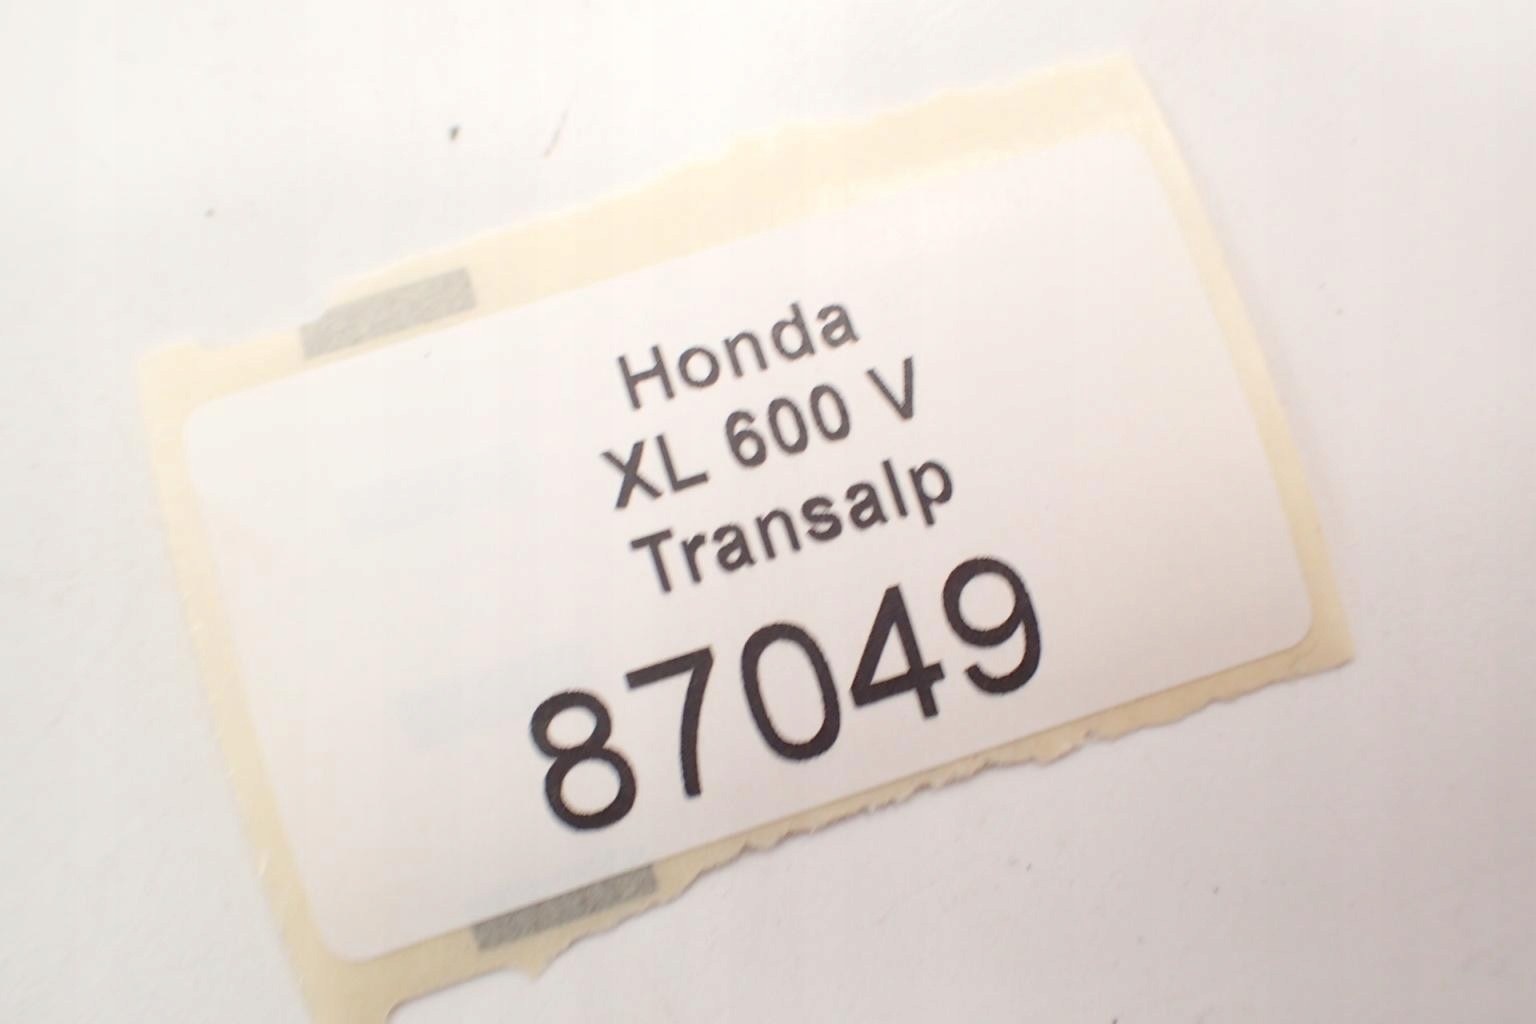 Honda
XL 600 V
Transalp
87049